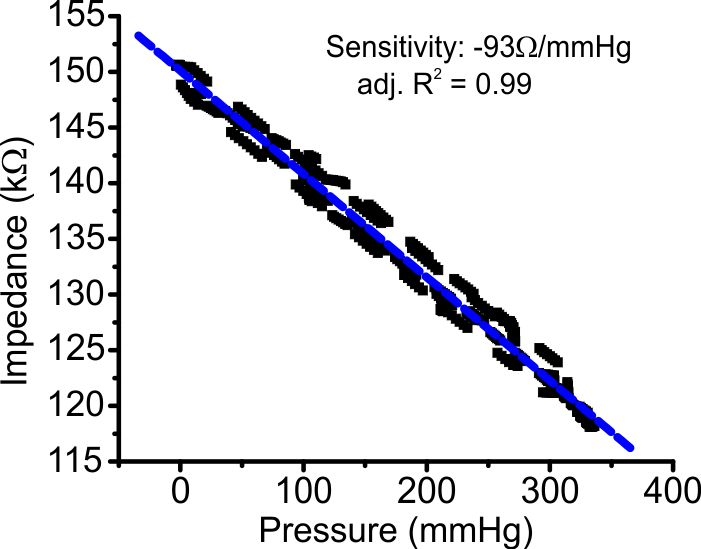 Sensitivity: -93Ω/mmHg
adj. R² = 0.99
Impedance (kΩ)
155
150
145
140
135
130
125
120
115
0 100 200 300 400
Pressure (mmHg)